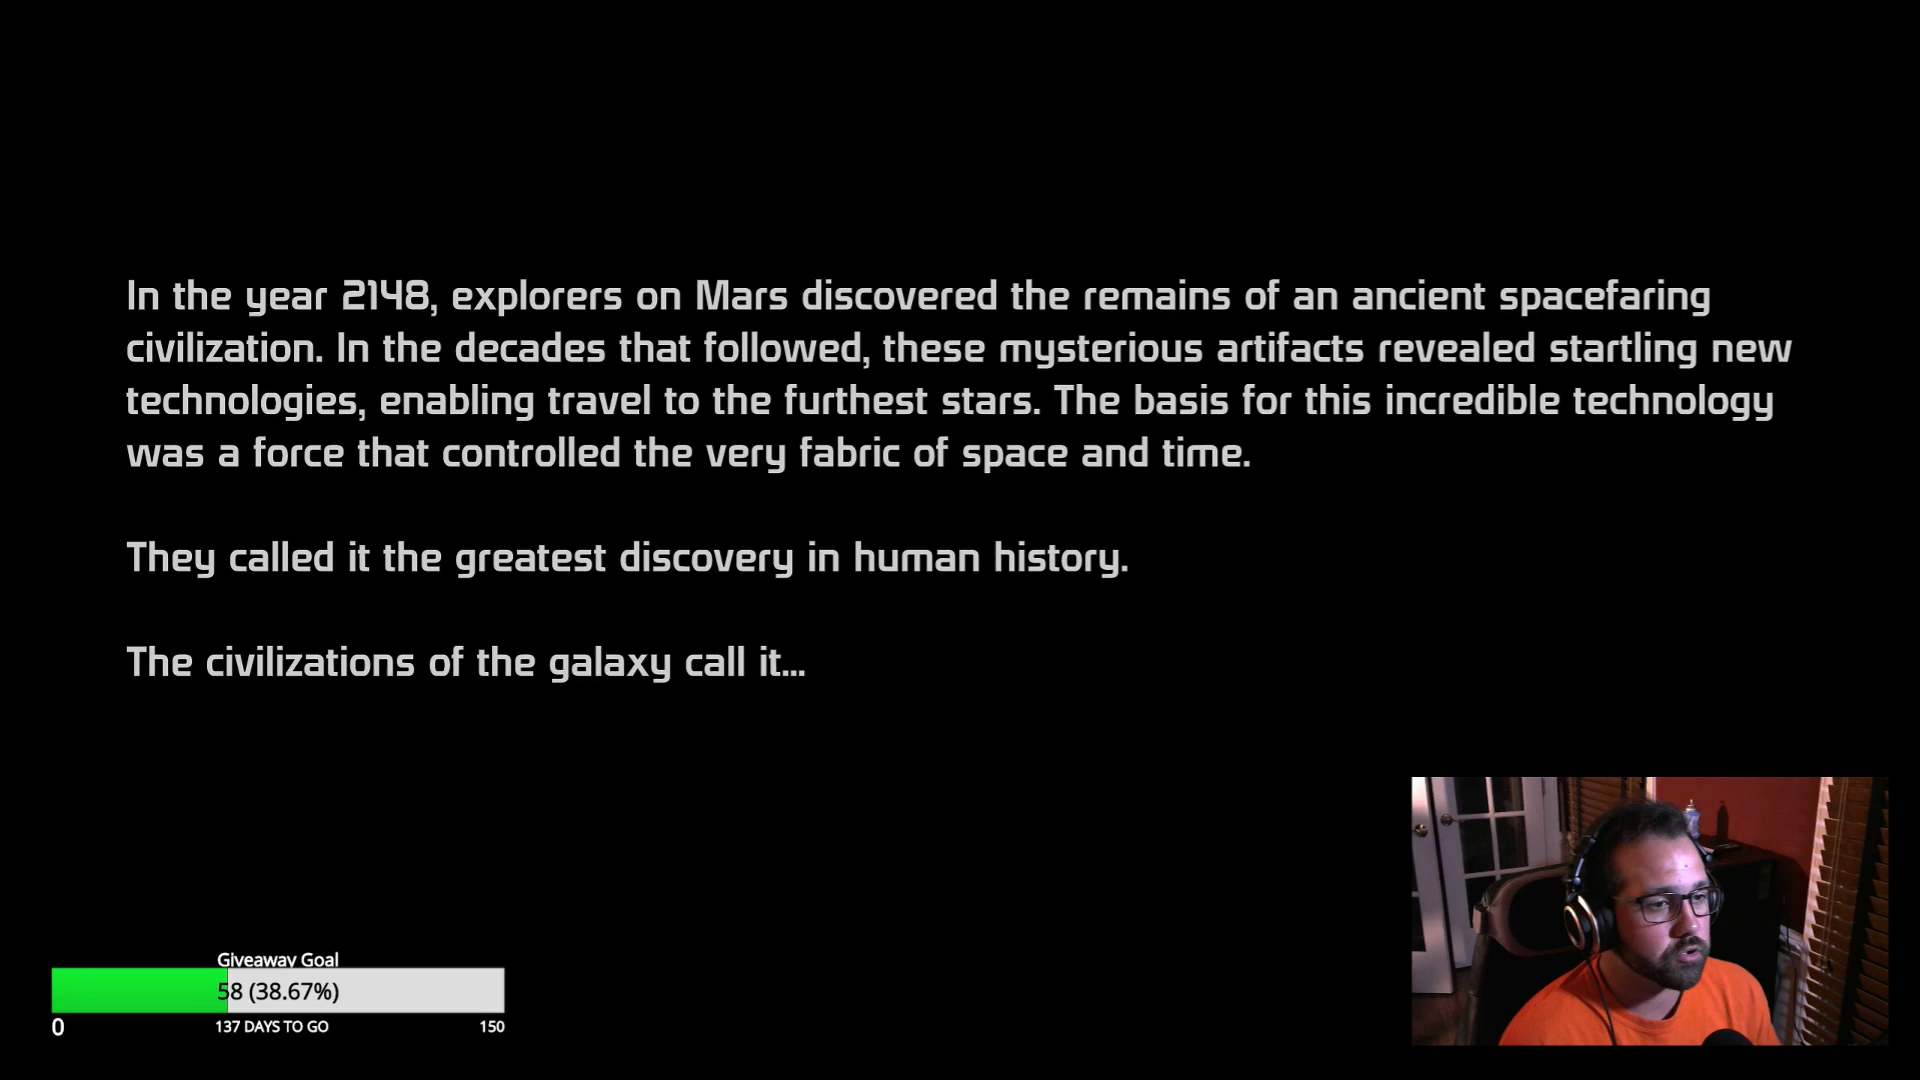 In the year 2148, explorers on Mars discovered the remains of an ancient spacefaring
civilization. In the decades that followed, these mysterious artifacts revealed startling new
technologies, enabling travel to the furthest stars. The basis for this incredible technology
was a force that controlled the very fabric of space and time.
They called it the greatest discovery in human history.
The civilizations of the galaxy call it...
Giveaway Goal
58 (38.67%)
0
137 DAYS TO GO
150